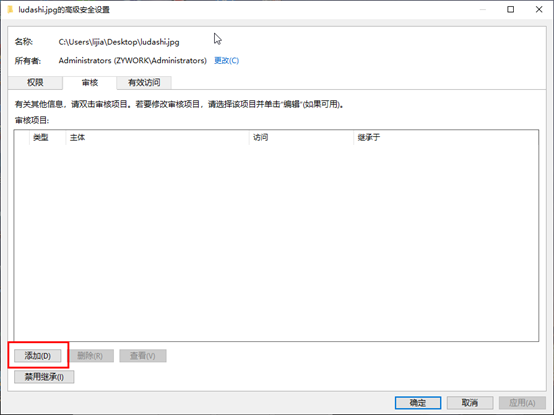 ludashi.jpg的高级安全设置
名称: C:\Users\lijia\Desktop\ludashi.jpg
所有者: Administrators (ZYWORK\Administrators) 更改(C)
权限 审核 有效访问
有关其他信息，请双击审核项目。若要修改审核项目，请选择该项目并单击"编辑"(如果可用)。
审核项目:
类型 主体 访问 继承于
添加(D) 删除(R) 查看(V)
禁用继承(I)
确定 取消 应用(A)